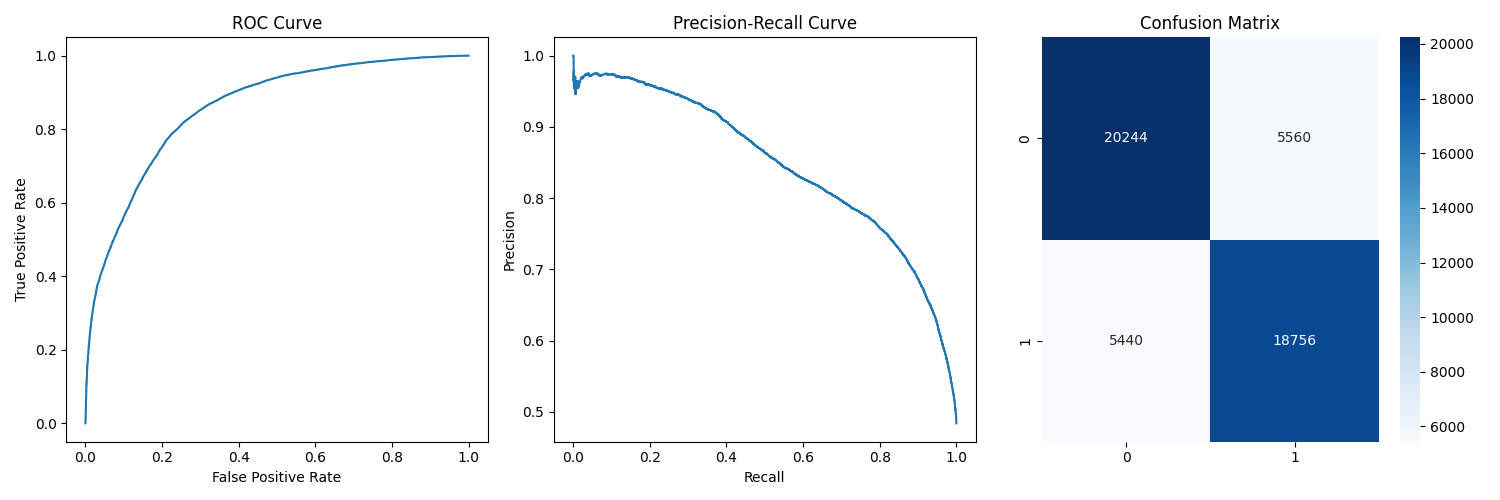 ROC Curve
1.0
0.8
0.6
0.4
0.2
0.0
True Positive Rate
0.0 0.2 0.4 0.6 0.8 1.0
False Positive Rate
Precision-Recall Curve
1.0
0.9
0.8
0.7
0.6
0.5
Precision
0.0 0.2 0.4 0.6 0.8 1.0
Recall
Confusion Matrix
0
20244 5560
1
5440 18756
0 1
20000
18000
16000
14000
12000
10000
8000
6000